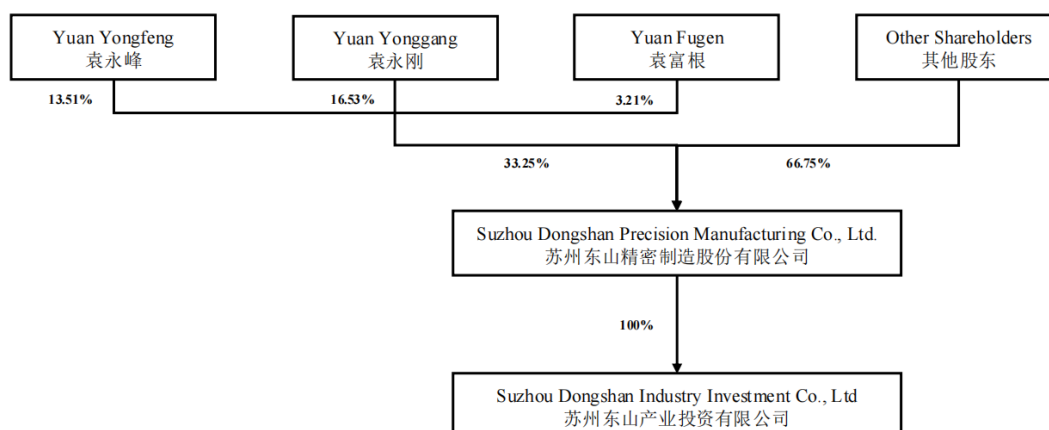 Yuan Yongfeng
袁永峰
Yuan Yonggang
袁永刚
Yuan Fugen
袁富根
Other Shareholders
其他股东
13.51%
16.53%
3.21%
33.25%
66.75%
Suzhou Dongshan Precision Manufacturing Co., Ltd.
苏州东山精密制造股份有限公司
100%
Suzhou Dongshan Industry Investment Co., Ltd
苏州东山产业投资有限公司